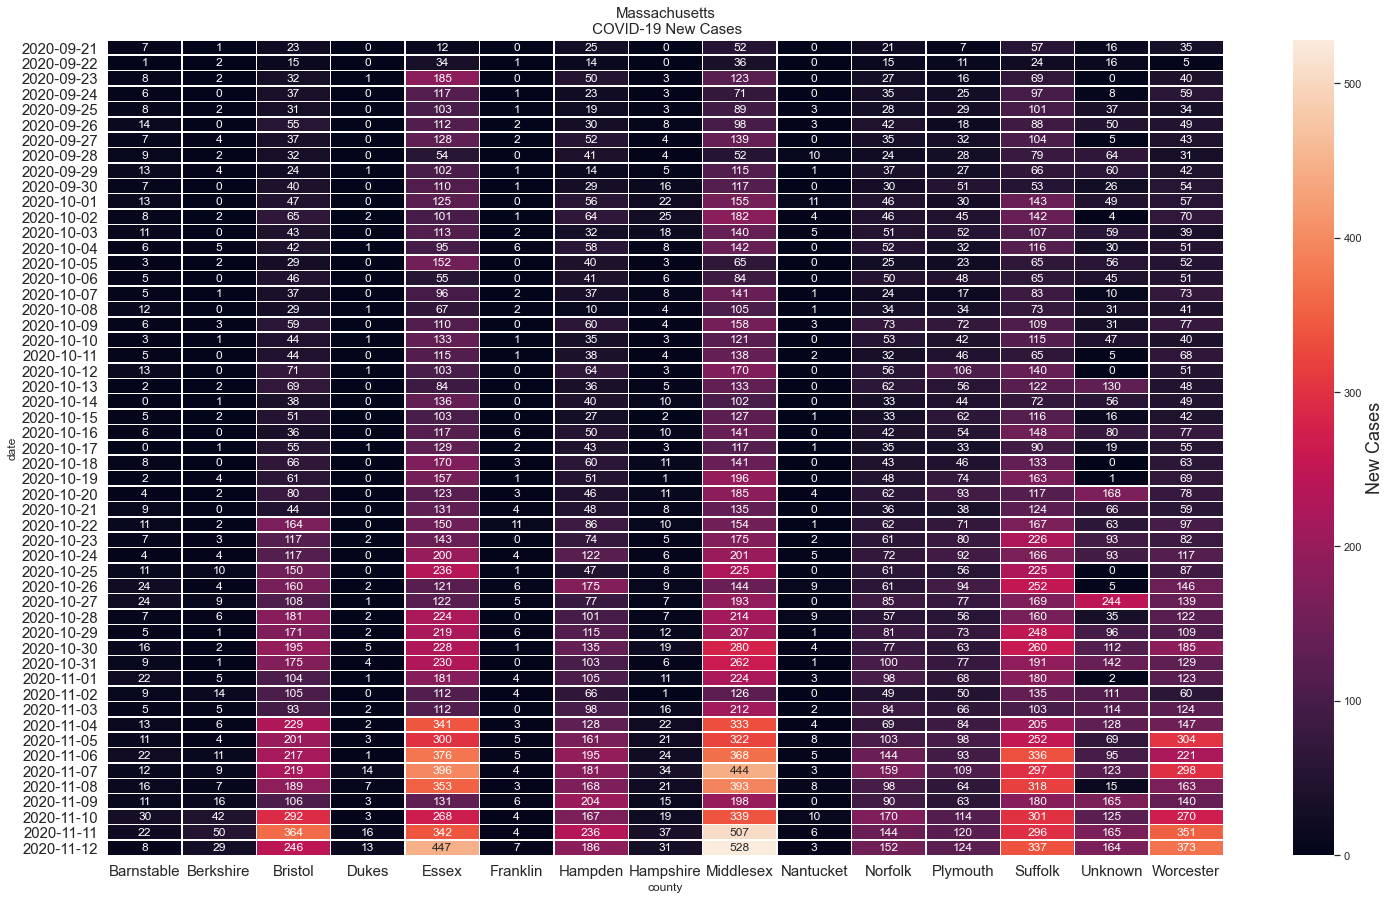 Massachusetts
COVID-19 New Cases
2020-09-21 7 1 23 0 12 0 25 0 52 0 21 7 57 16 35
2020-09-22 1 2 15 0 34 1 14 0 36 0 15 11 24 16 5
2020-09-23 8 2 32 1 185 0 50 3 123 0 27 16 69 0 40
2020-09-24 6 0 37 0 117 1 23 3 71 0 35 25 97 8 59
2020-09-25 8 2 31 0 103 1 19 3 89 3 28 29 101 37 34
2020-09-26 14 0 55 0 112 2 30 8 98 3 42 18 88 50 49
2020-09-27 7 4 37 0 128 2 52 4 139 0 35 32 104 5 43
2020-09-28 9 2 32 0 54 0 41 4 52 10 24 28 79 64 31
2020-09-29 13 4 24 1 102 1 14 5 115 1 37 27 66 60 42
2020-09-30 7 0 40 0 110 1 29 16 117 0 30 51 53 26 54
2020-10-01 13 0 47 0 125 0 56 22 155 11 46 30 143 49 57
2020-10-02 8 2 65 2 101 1 64 25 182 4 46 45 142 4 70
2020-10-03 11 0 43 0 113 2 32 18 140 5 51 52 107 59 39
2020-10-04 6 5 42 1 95 6 58 8 142 0 52 32 116 30 51
2020-10-05 3 2 29 0 152 0 40 3 65 0 25 23 65 56 52
2020-10-06 5 0 46 0 55 0 41 6 84 0 50 48 65 45 51
2020-10-07 5 1 37 0 96 2 37 8 141 1 24 17 83 10 73
2020-10-08 12 0 29 1 67 2 10 4 105 1 34 34 73 31 41
2020-10-09 6 3 59 0 110 0 60 4 158 3 73 72 109 31 77
2020-10-10 3 1 44 1 133 1 35 3 121 0 53 42 115 47 40
2020-10-11 5 0 44 0 115 1 38 4 138 2 32 46 65 5 68
2020-10-12 13 0 71 1 103 0 64 3 170 0 56 106 140 0 51
2020-10-13 2 2 69 0 84 0 36 5 133 0 62 56 122 130 48
2020-10-14 0 1 38 0 136 0 40 10 102 0 33 44 72 56 49
2020-10-15 5 2 51 0 103 0 27 2 127 1 33 62 116 16 42
2020-10-16 6 0 36 0 117 6 50 10 141 0 42 54 148 80 77
2020-10-17 0 1 55 1 129 2 43 3 117 1 35 33 90 19 55
2020-10-18 8 0 66 0 170 3 60 11 141 0 43 46 133 0 63
2020-10-19 2 4 61 0 157 1 51 1 196 0 48 74 163 1 69
2020-10-20 4 2 80 0 123 3 46 11 185 4 62 93 117 168 78
2020-10-21 9 0 44 0 131 4 48 8 135 0 36 38 124 66 59
2020-10-22 11 2 164 0 150 11 86 10 154 1 62 71 167 63 97
2020-10-23 7 3 117 2 143 0 74 5 175 2 61 80 226 93 82
2020-10-24 4 4 117 0 200 4 122 6 201 5 72 92 166 93 117
2020-10-25 11 10 150 0 236 1 47 8 225 0 61 56 225 0 87
2020-10-26 24 4 160 2 121 6 175 9 144 9 61 94 252 5 146
2020-10-27 24 9 108 1 122 5 77 7 193 0 85 77 169 244 139
2020-10-28 7 6 181 2 224 0 101 7 214 9 57 56 160 35 122
2020-10-29 5 1 171 2 219 6 115 12 207 1 81 73 248 96 109
2020-10-30 16 2 195 5 228 1 135 19 280 4 77 63 260 112 185
2020-10-31 9 1 175 4 230 0 103 6 262 1 100 77 191 142 129
2020-11-01 22 5 104 1 181 4 105 11 224 3 98 68 180 2 123
2020-11-02 9 14 105 0 112 4 66 1 126 0 49 50 135 111 60
2020-11-03 5 5 93 2 112 0 98 16 212 2 84 66 103 114 124
2020-11-04 13 6 229 2 341 3 128 22 333 4 69 84 205 128 147
2020-11-05 11 4 201 3 300 5 161 21 322 8 103 98 252 69 304
2020-11-06 22 11 217 1 376 5 195 24 368 5 144 93 336 95 221
2020-11-07 12 9 219 14 396 4 181 34 444 3 159 109 297 123 298
2020-11-08 16 7 189 7 353 3 168 21 393 8 98 64 318 15 163
2020-11-09 11 16 106 3 131 6 204 15 198 0 90 63 180 165 140
2020-11-10 30 42 292 3 268 4 167 19 339 10 170 114 301 125 270
2020-11-11 22 50 364 16 342 4 236 37 507 6 144 120 296 165 351
2020-11-12 8 29 246 13 447 7 186 31 528 3 152 124 337 164 373
Barnstable Berkshire Bristol Dukes Essex Franklin Hampden Hampshire Middlesex Nantucket Norfolk Plymouth Suffolk Unknown Worcester
county
date
500
400
300
200
100
0
New Cases